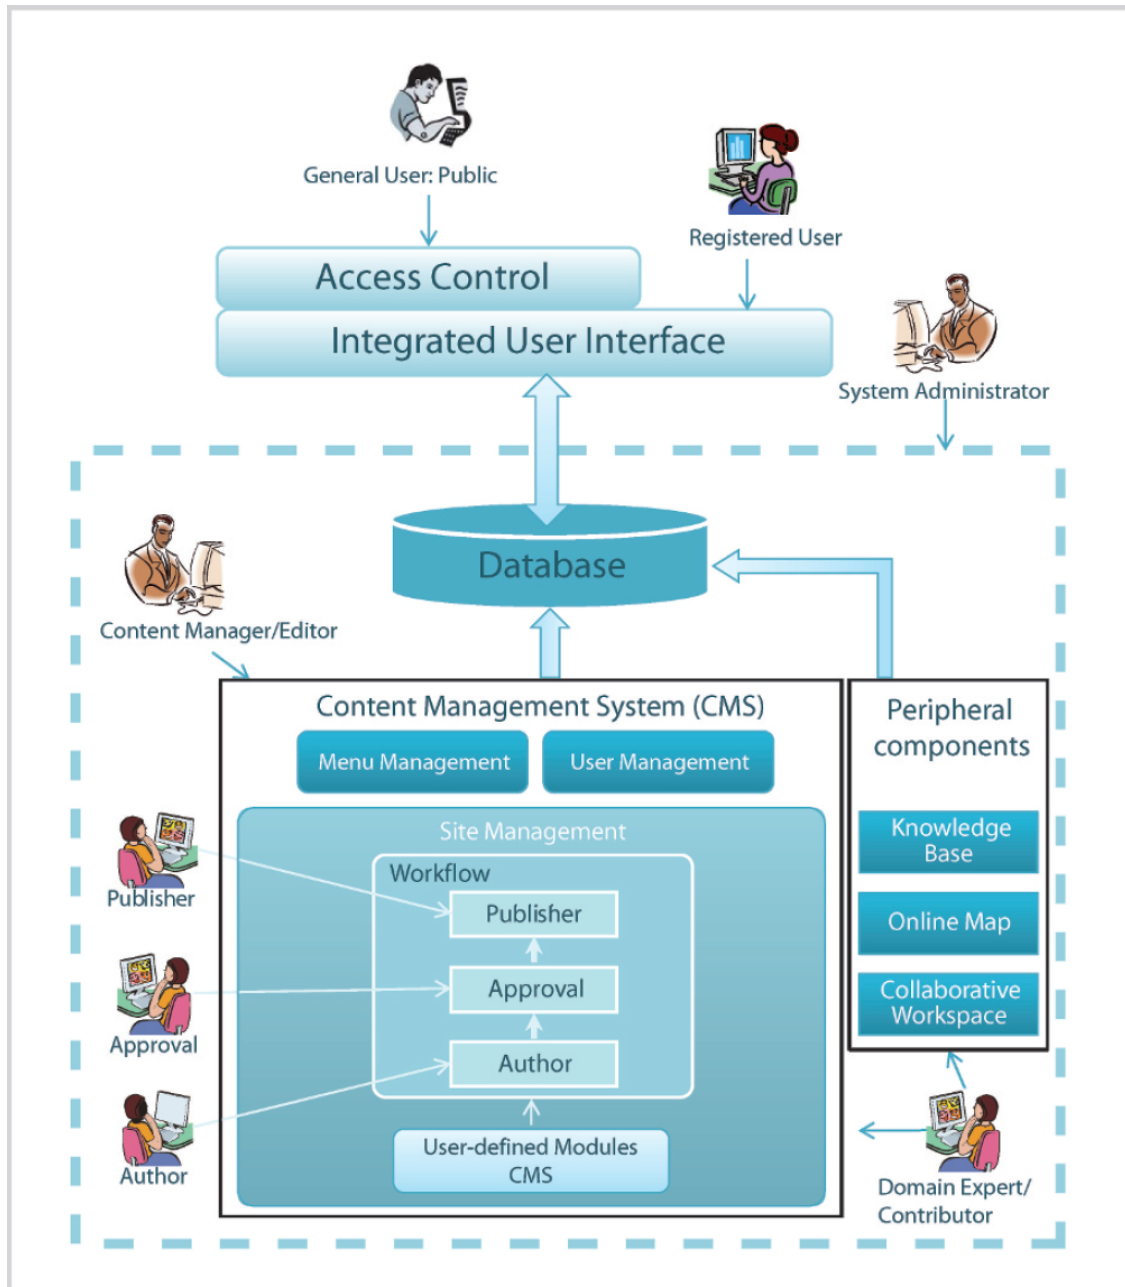 General User: Public
Registered User
Access Control
Integrated User Interface
System Administrator
Database
Content Manager/Editor
Content Management System (CMS)
Menu Management
User Management
Peripheral
components
Site Management
Workflow
Publisher
Approval
Author
User-defined Modules
CMS
Publisher
Approval
Author
Knowledge
Base
Online Map
Collaborative
Workspace
Domain Expert/
Contributor